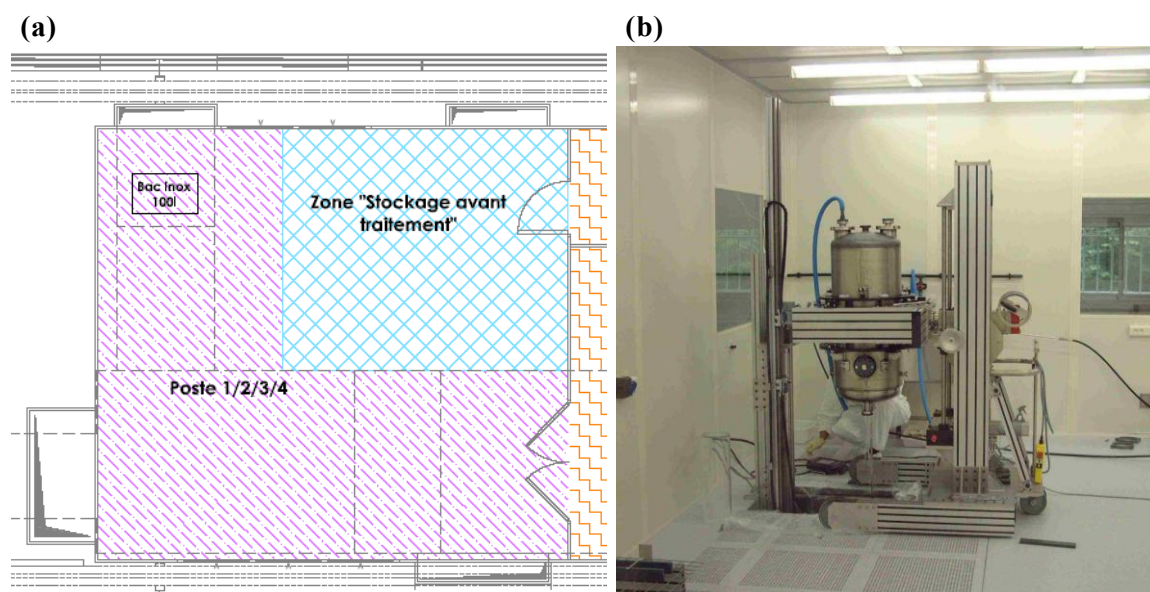 (a)
(b)
Bac Inox
100l
Zone "Stockage avant
traitement"
Poste 1/2/3/4